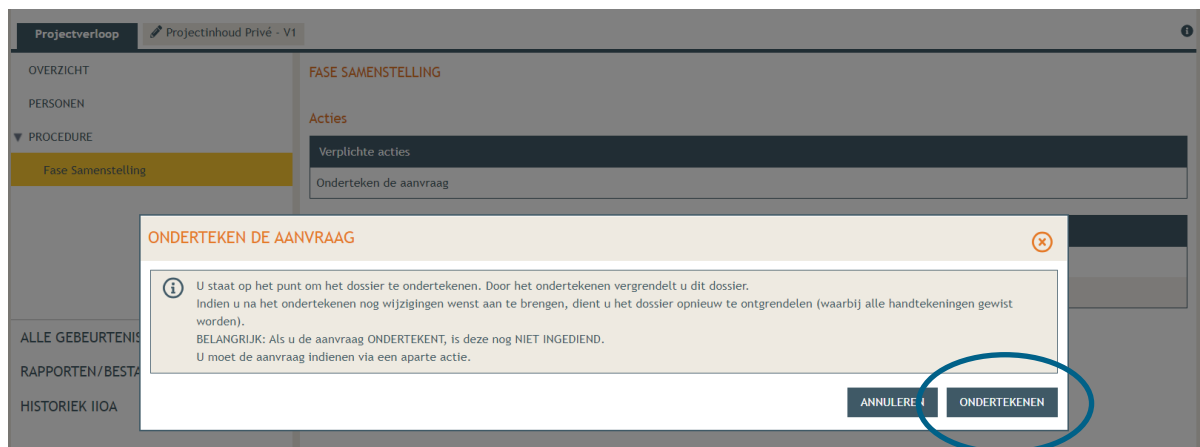 Projectverloop
Projectinhoud Privé - V1
OVERZICHT
PERSONEN
PROCEDURE
Fase Samenstelling
FASE SAMENSTELLING
Acties
Verplichte acties
Onderteken de aanvraag
ONDERTEKEN DE AANVRAAG
U staat op het punt om het dossier te ondertekenen. Door het ondertekenen vergrendelt u dit dossier.
Indien u na het ondertekenen nog wijzigingen wenst aan te brengen, dient u het dossier opnieuw te ontgrendelen (waarbij alle handtekeningen gewist
worden).
BELANGRIJK: Als u de aanvraag ONDERTEKENT, is deze nog NIET INGEDIEND.
U moet de aanvraag indienen via een aparte actie.
ANNULEREN
ONDERTEKENEN
ALLE GEBEURTENIS
RAPPORTEN/BESTA
HISTORIEK IIOA